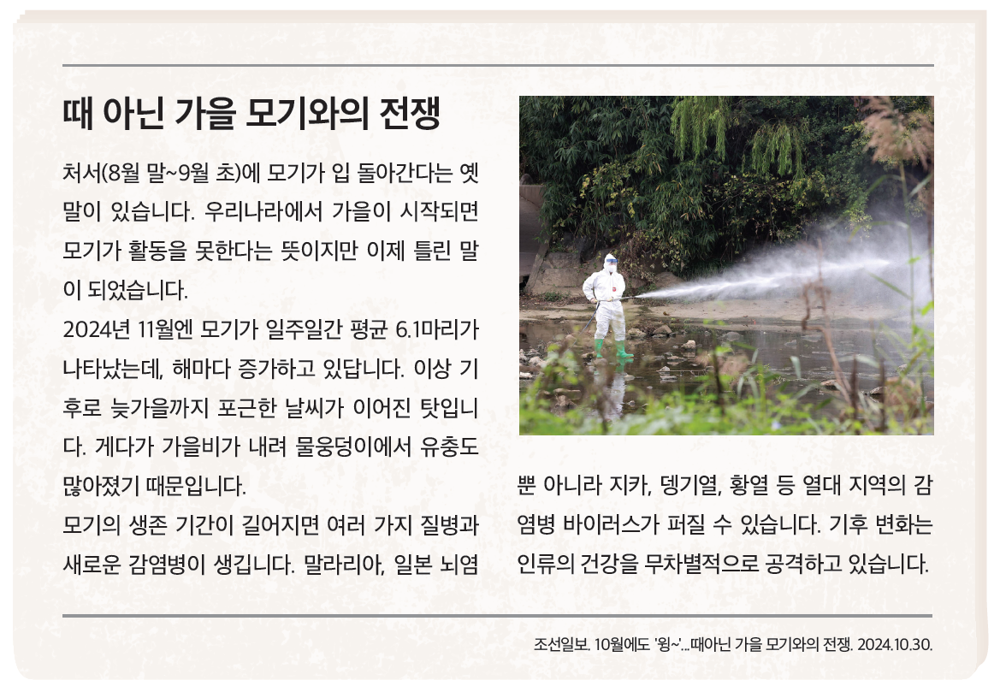 때 아닌 가을 모기와의 전쟁
처서(8월 말~9월 초)에 모기가 입 돌아간다는 옛
말이 있습니다. 우리나라에서 가을이 시작되면
모기가 활동을 못한다는 뜻이지만 이제 틀린 말
이 되었습니다.
2024년 11월엔 모기가 일주일간 평균 6.1마리가
나타났는데, 해마다 증가하고 있답니다. 이상 기
후로 늦가을까지 포근한 날씨가 이어진 탓입니
다. 게다가 가을비가 내려 물웅덩이에서 유충도
많아졌기 때문입니다.
모기의 생존 기간이 길어지면 여러 가지 질병과
새로운 감염병이 생깁니다. 말라리아, 일본 뇌염
뿐 아니라 지카, 뎅기열, 황열 등 열대 지역의 감
염병 바이러스가 퍼질 수 있습니다. 기후 변화는
인류의 건강을 무차별적으로 공격하고 있습니다.
조선일보. 10월에도 '윙~'...때아닌 가을 모기와의 전쟁. 2024.10.30.